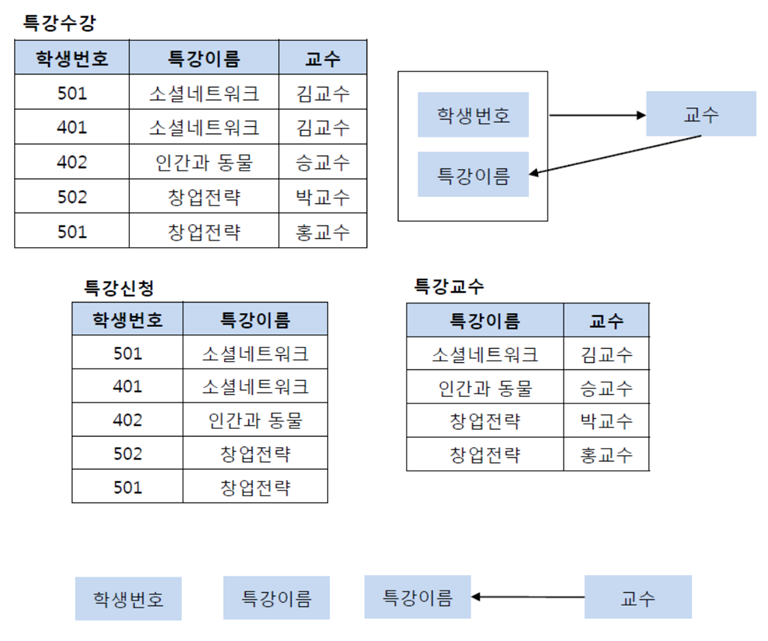 특강수강
학생번호 특강이름 교수
501 소셜네트워크 김교수
401 소셜네트워크 김교수
402 인간과 동물 승교수
502 창업전략 박교수
501 창업전략 홍교수
학생번호
특강이름
교수
특강신청
학생번호 특강이름
501 소셜네트워크
401 소셜네트워크
402 인간과 동물
502 창업전략
501 창업전략
특강교수
특강이름 교수
소셜네트워크 김교수
인간과 동물 승교수
창업전략 박교수
창업전략 홍교수
학생번호 특강이름 특강이름 교수